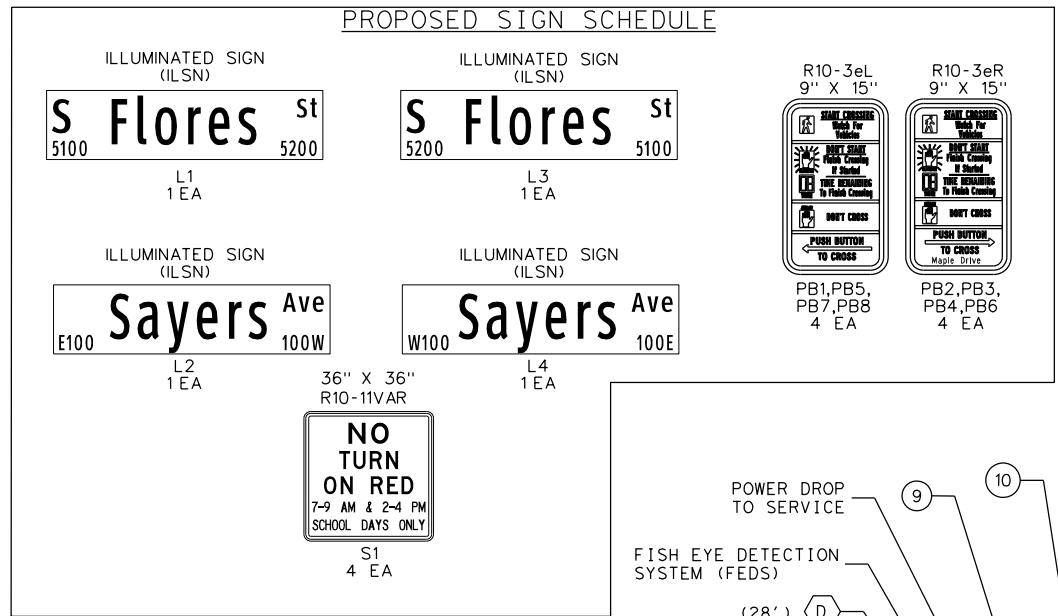 PROPOSED SIGN SCHEDULE
ILLUMINATED SIGN
(ILSN)
S Flores St
5100 5200
L1
1 EA
ILLUMINATED SIGN
(ILSN)
S Flores St
5200 5100
L3
1 EA
R10-3eL
9" X 15"
START CROSSING
Watch For
Vehicles
DON'T START
Finish Crossing
If Started
TIME REMAINING
To Finish Crossing
DON'T CROSS
PUSH BUTTON
TO CROSS
PB1,PB5,
PB7,PB8
4 EA
R10-3eR
9" X 15"
START CROSSING
Watch For
Vehicles
DON'T START
Finish Crossing
If Started
TIME REMAINING
To Finish Crossing
DON'T CROSS
PUSH BUTTON
TO CROSS
Maple Drive
PB2,PB3,
PB4,PB6
4 EA
ILLUMINATED SIGN
(ILSN)
Sayers Ave
E100 100W
L2
1 EA
ILLUMINATED SIGN
(ILSN)
Sayers Ave
W100 100E
L4
1 EA
36" X 36"
R10-11VAR
NO
TURN
ON RED
7-9 AM & 2-4 PM
SCHOOL DAYS ONLY
S1
4 EA
POWER DROP
TO SERVICE
9
10
FISH EYE DETECTION
SYSTEM (FEDS)
(28') D